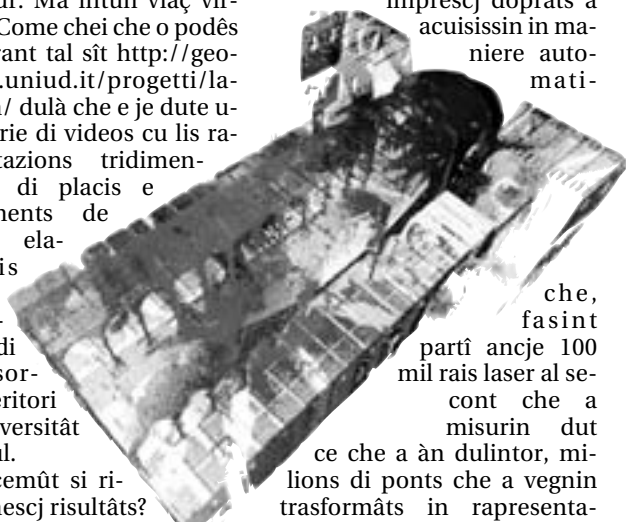 ur. Ma intun viaç vir-
Come chei che o podês
rant tal sît http://geo-
.uniud.it/progetti/la-
/ dulà che e je dute u-
rie di videos cu lis ra-
tazions tridimen-
di placis e
ments de
ela-
is
-
di
sor-
eritori
versitât
ul.
cemût si ri-
nescj risultâts?
imprescj doprâts a
acuisissin in ma-
niere auto-
mati-
che,
fasint
partî ancje 100
mil rais laser al se-
cont che a
misurin dut
ce che a àn dulintor, mi-
lions di ponts che a vegnin
trasformâts in rapresenta-